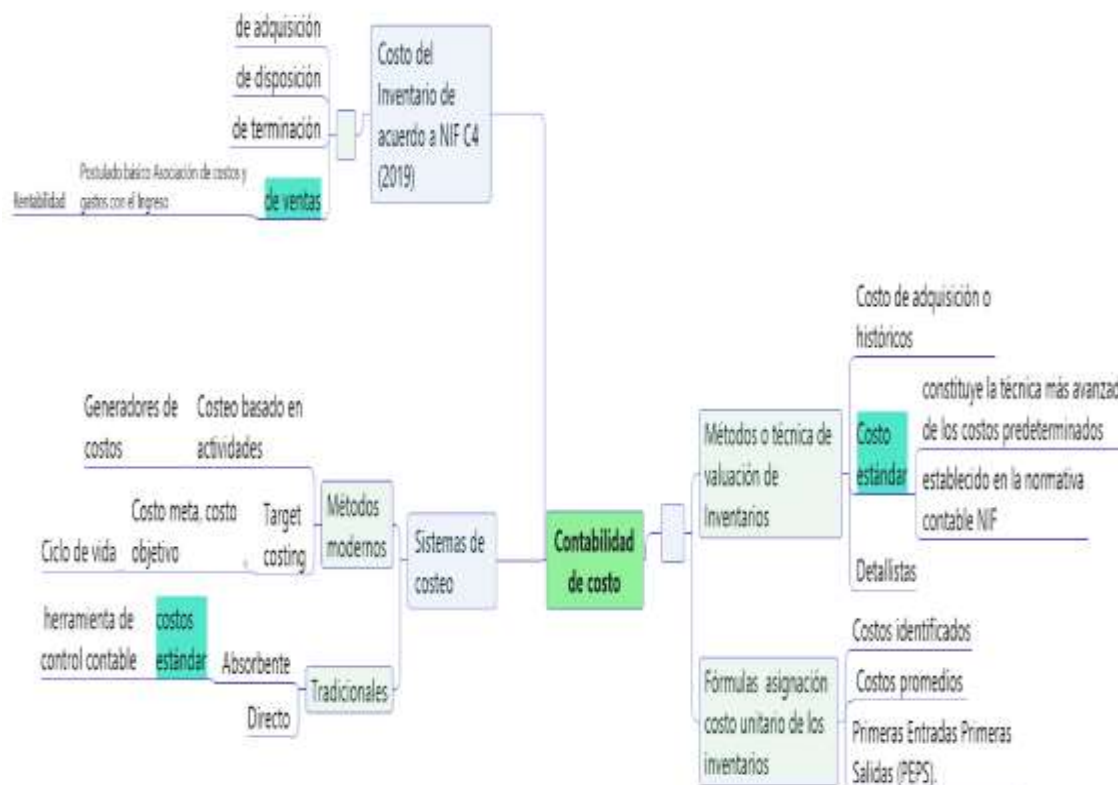 de adquisición
de disposición
de terminación
Rentabilidad
Postulado básico Asociación de costos y
gastos con el Ingreso
de ventas
Costo del
Inventario de
acuerdo a NIF C4
(2019)
Generadores de
costos
Costeo basado en
actividades
Ciclo de vida
Costo meta, costo
objetivo
Target
costing
Métodos
modernos
herramienta de
control contable
costos
estándar
Absorbente
Directo
Tradicionales
Sistemas de
costeo
Contabilidad
de costo
Métodos o técnica de
valuación de
Inventarios
Costo de adquisición o
históricos
Costo
estándar
constituye la técnica más avanzad
de los costos predeterminados
establecido en la normativa
contable NIF
Detallistas
Fórmulas asignación
costo unitario de los
inventarios
Costos identificados
Costos promedios
Primeras Entradas Primeras
Salidas (PEPS).